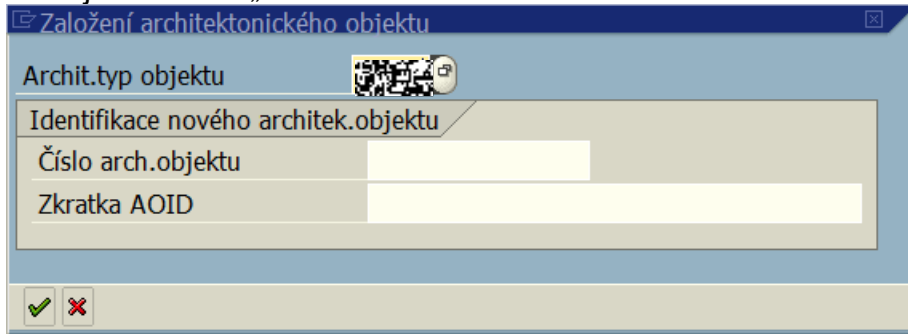 Založení architektonického objektu
Archit.typ objektu
Identifikace nového architek.objektu
Číslo arch.objektu
Zkratka AOID